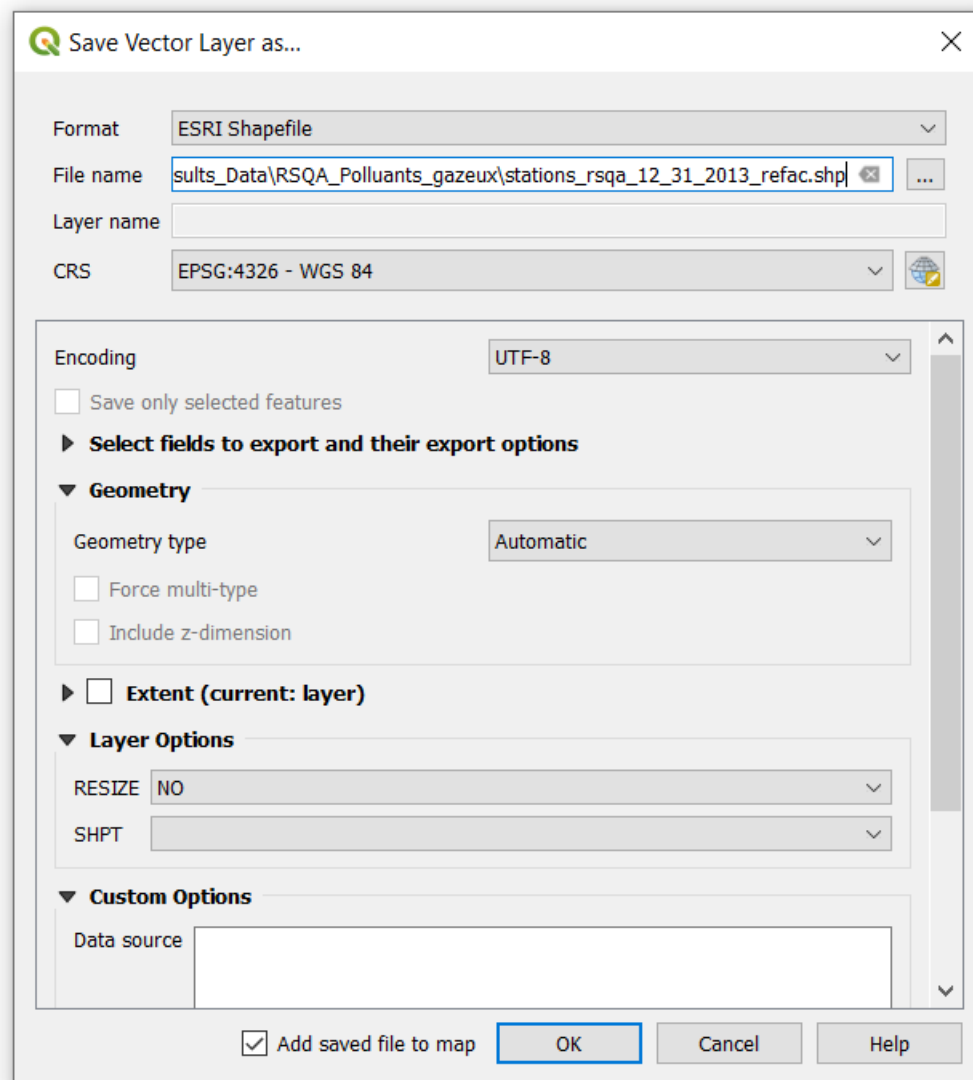 Save Vector Layer as...
Format ESRI Shapefile
File name sults_Data\RSQA_Polluants_gazeux\stations_rsqa_12_31_2013_refac.shp ...
Layer name
CRS EPSG:4326 - WGS 84
Encoding UTF-8
Save only selected features
Select fields to export and their export options
Geometry
Geometry type Automatic
Force multi-type
Include z-dimension
Extent (current: layer)
Layer Options
RESIZE NO
SHPT
Custom Options
Data source
Add saved file to map OK Cancel Help